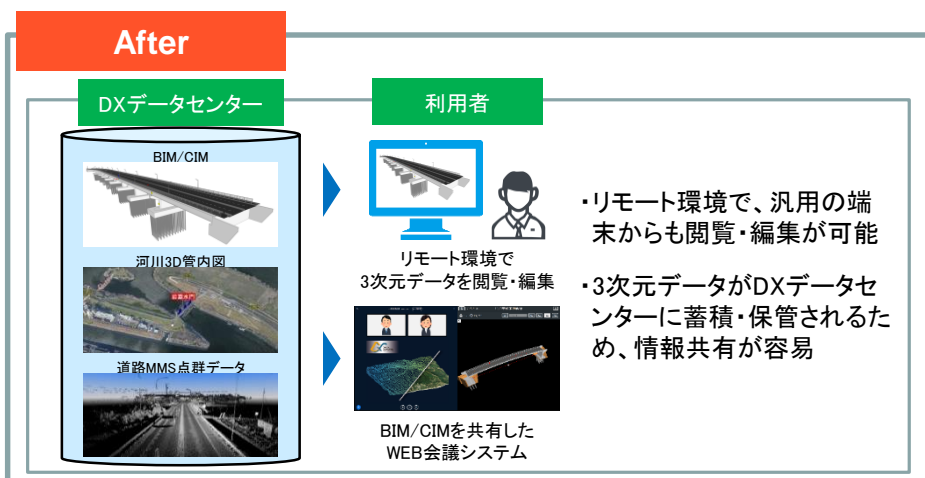 After
DXデータセンター
利用者
BIM/CIM
河川3D管内図
道路MMS点群データ
リモート環境で
3次元データを閲覧・編集
BIM/CIMを共有した
WEB会議システム
・リモート環境で、汎用の端
末からも閲覧・編集が可能
・3次元データがDXデータセ
ンターに蓄積・保管されるた
め、情報共有が容易